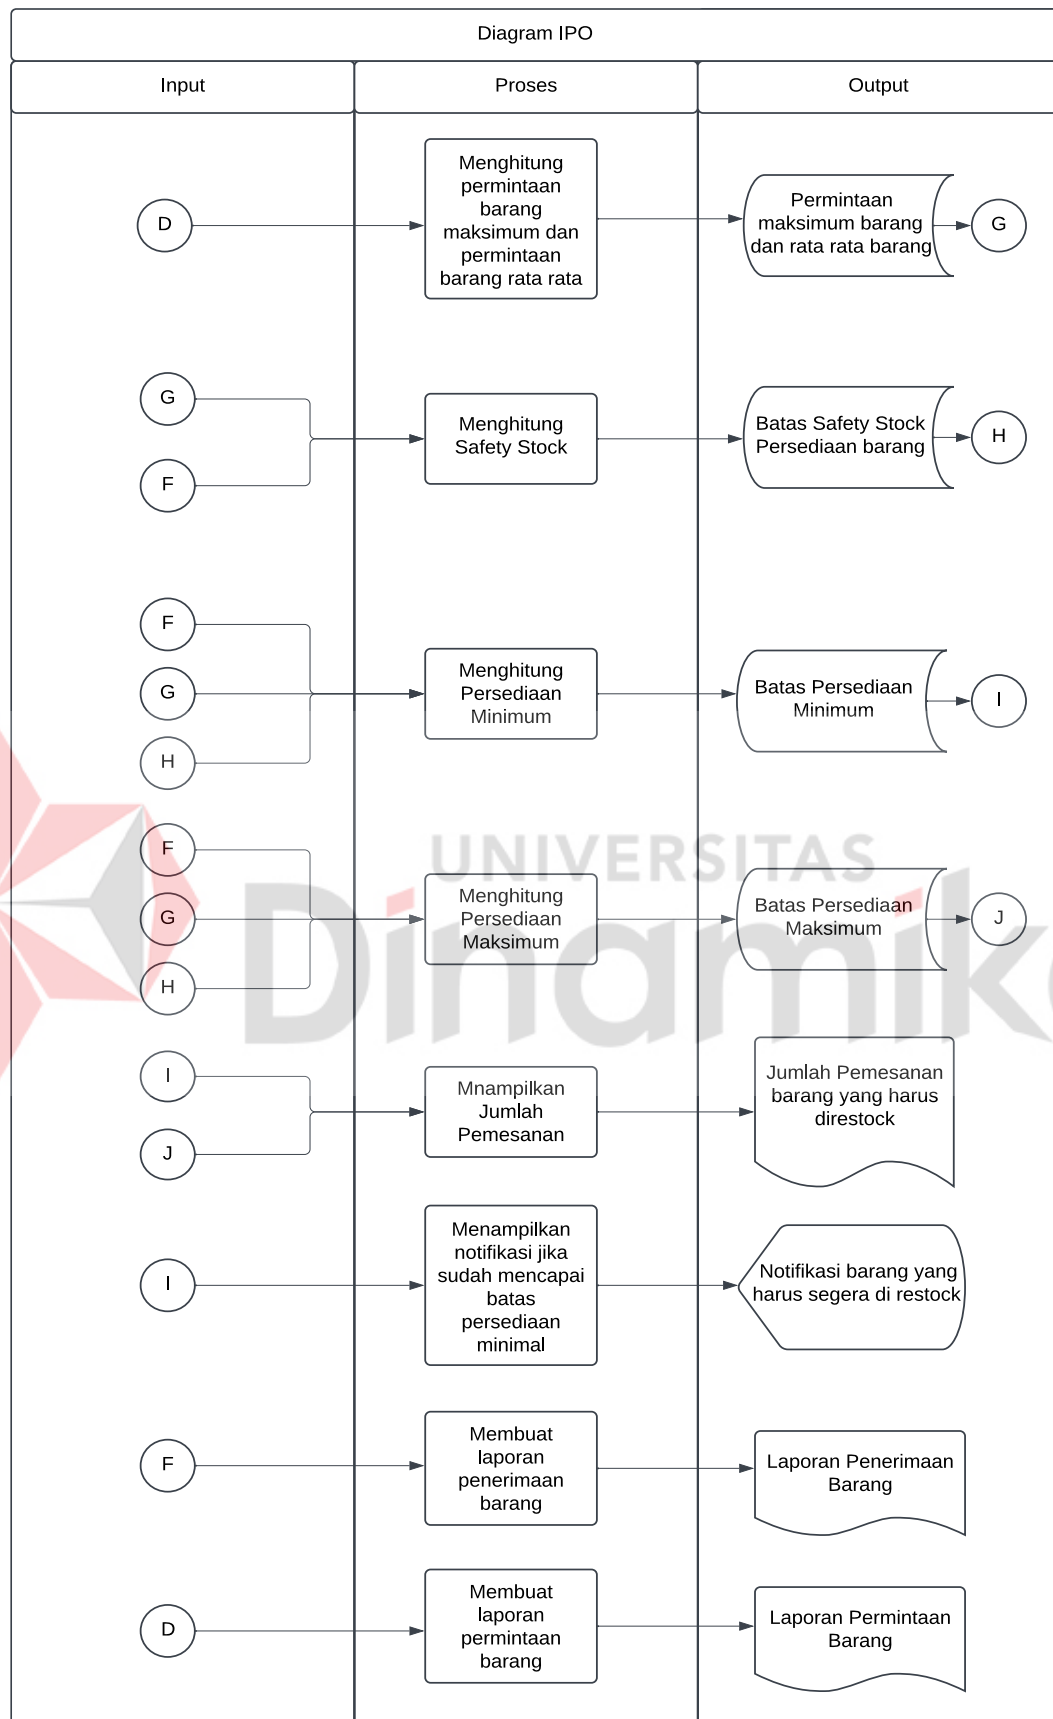 Diagram IPO
Input
Proses
Output
D
Menghitung
permintaan
barang
maksimum dan
permintaan
barang rata rata
Permintaan
maksimum barang
dan rata rata barang
G
G
F
Menghitung
Safety Stock
Batas Safety Stock
Persediaan barang
H
F
G
H
Menghitung
Persediaan
Minimum
Batas Persediaan
Minimum
I
F
G
H
Menghitung
Persediaan
Maksimum
Batas Persediaan
Maksimum
J
UNIVERSITAS
Dinamika
I
J
Mnampilkan
Jumlah
Pemesanan
Jumlah Pemesanan
barang yang harus
direstock
I
Menampilkan
notifikasi jika
sudah mencapai
batas
persediaan
minimal
Notifikasi barang yang
harus segera di restock
F
Membuat
laporan
penerimaan
barang
Laporan Penerimaan
Barang
D
Membuat
laporan
permintaan
barang
Laporan Permintaan
Barang